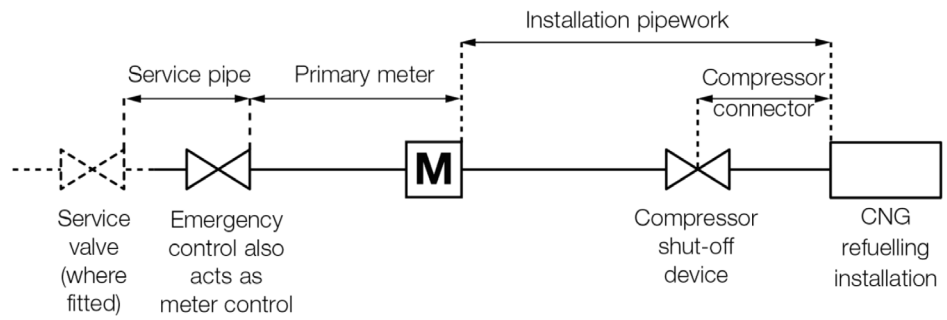 Installation pipework
Service pipe
Primary meter
Compressor
connector
M
Service
valve
(where
fitted)
Emergency
control also
acts as
meter control
Compressor
shut-off
device
CNG
refuelling
installation